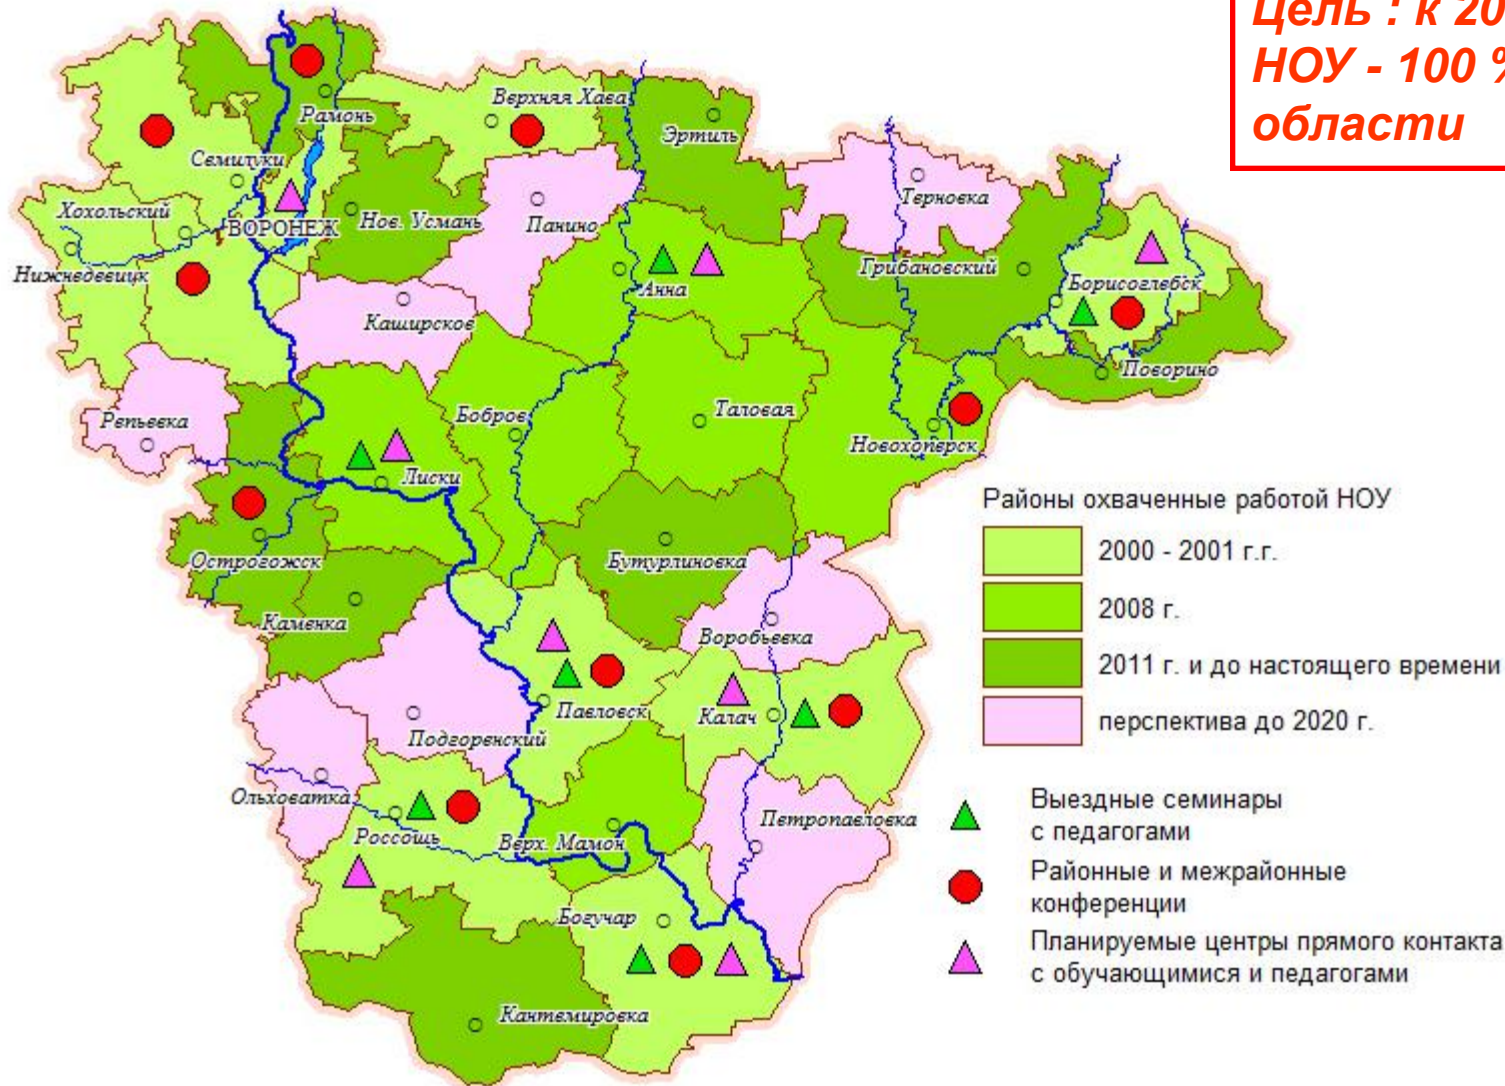 Цель : к 20
НОУ - 100 %
области
Верхняя Хава
Рамонь
Эртиль
Семилуки
Терновка
Хохольский
ВОРОНЕЖ
Нов. Усмань
Панино
Нижнедевицк
Анна
Грибановский
Борисоглебск
Каширское
Поворино
Репьевка
Бобров
Таловая
Новохоперск
Лиски
Острогожск
Бутурлиновка
Каменка
Воробьевка
Павловск
Калач
Подгоренский
Ольховатка
Россошь
Верх. Мамон
Петропавловка
Богучар
Кантемировка
Районы охваченные работой НОУ
2000 - 2001 г.г.
2008 г.
2011 г. и до настоящего времени
перспектива до 2020 г.
Выездные семинары
с педагогами
Районные и межрайонные
конференции
Планируемые центры прямого контакта
с обучающимися и педагогами